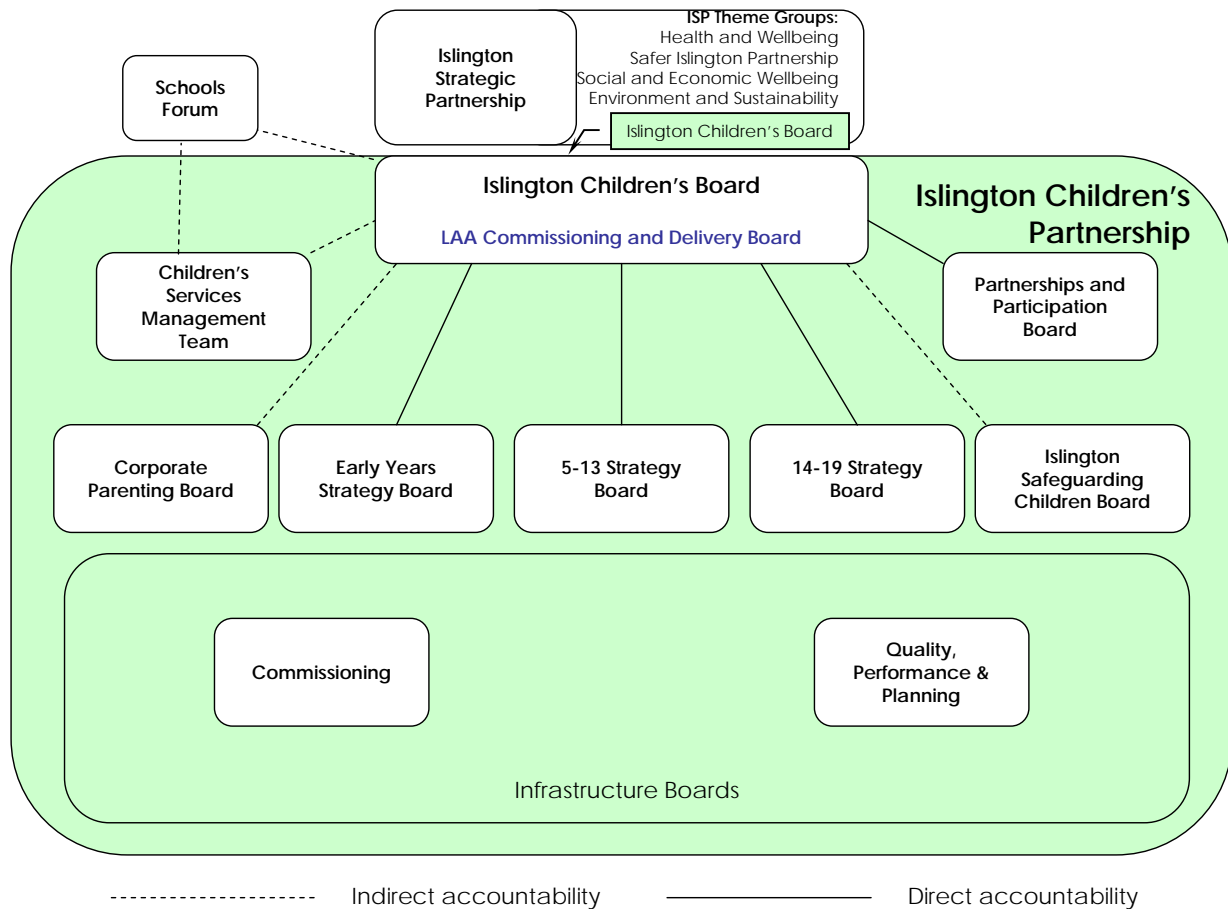 ISP Theme Groups:
Health and Wellbeing
Safer Islington Partnership
Social and Economic Wellbeing
Environment and Sustainability
Islington Children's Board
Islington
Strategic
Partnership
Schools
Forum
Islington Children's Board
LAA Commissioning and Delivery Board
Islington Children's
Partnership
Children's
Services
Management
Team
Partnerships and
Participation
Board
Corporate
Parenting Board
Early Years
Strategy Board
5-13 Strategy
Board
14-19 Strategy
Board
Islington
Safeguarding
Children Board
Commissioning
Quality,
Performance &
Planning
Infrastructure Boards
Indirect accountability
Direct accountability